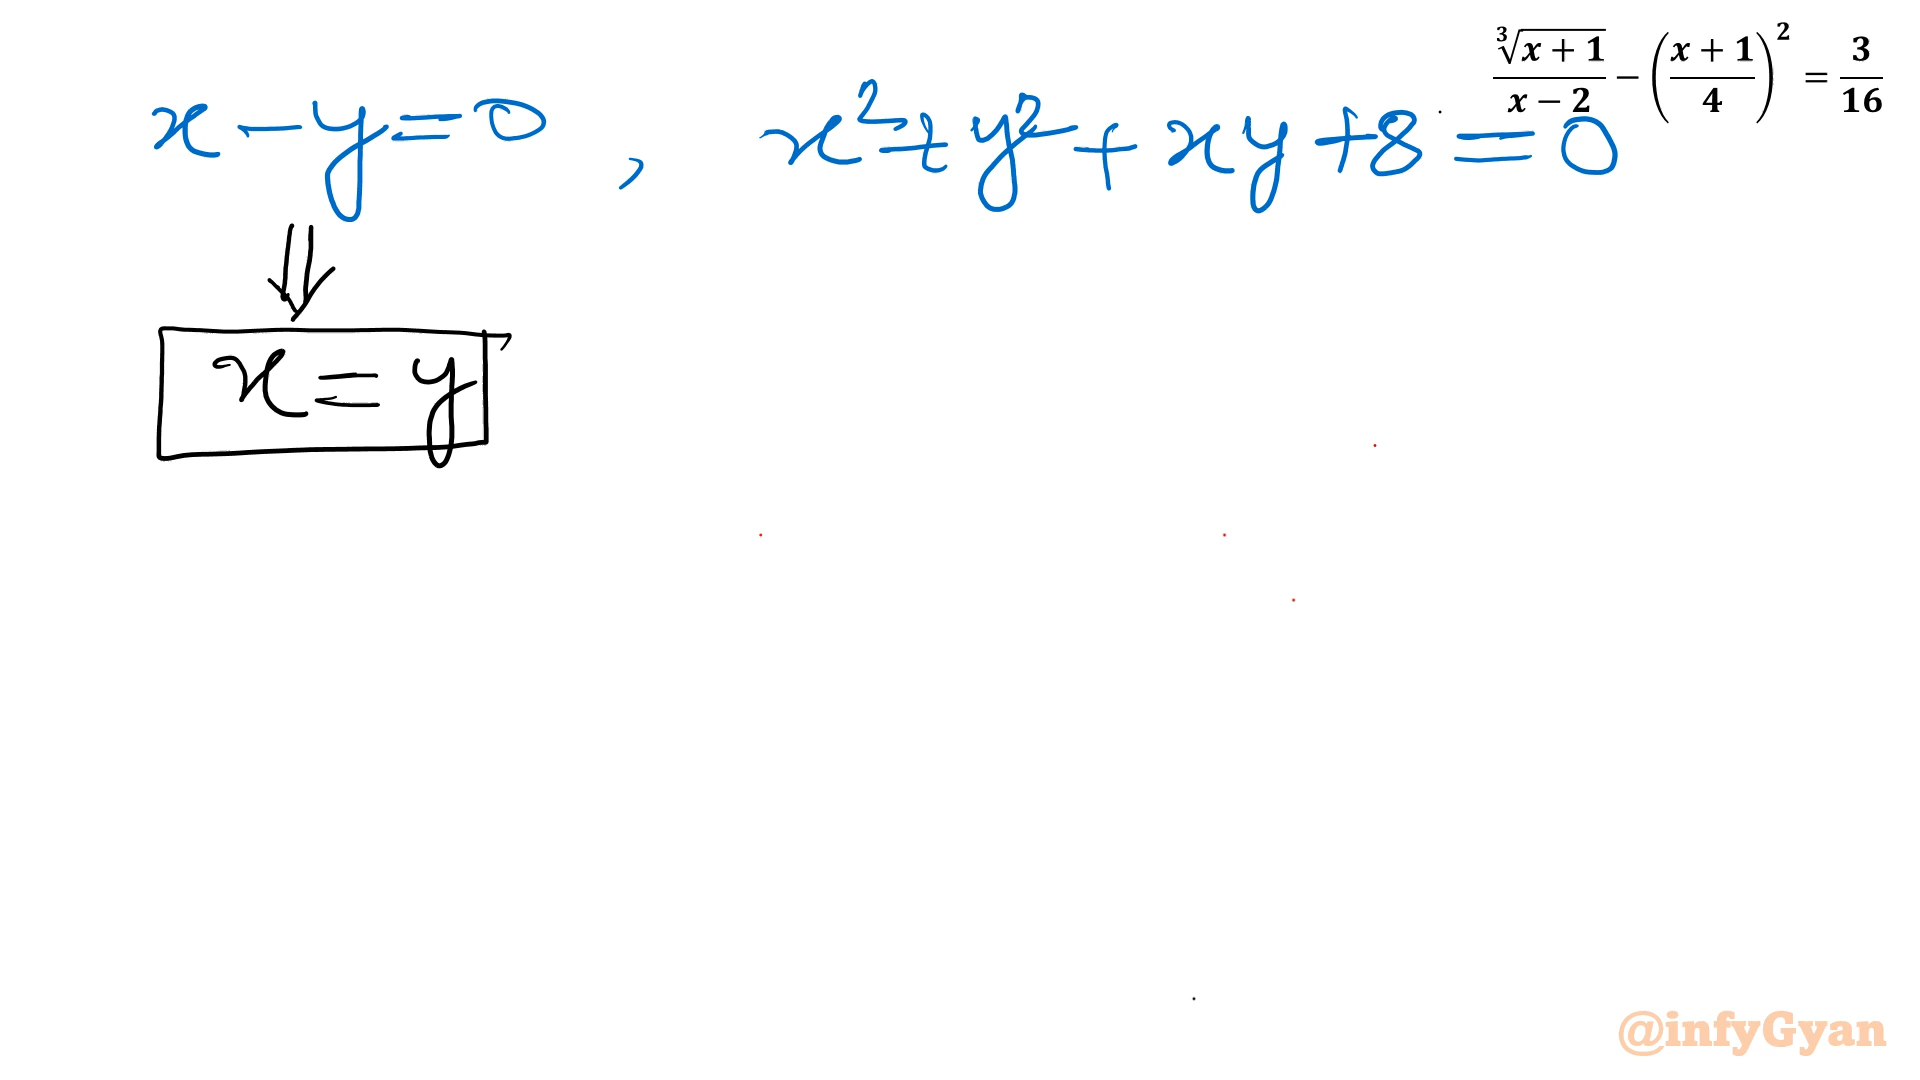 ∛(x + 1)/(x − 2) − ((x + 1)/4)² = 3/16
x − y = 0 , x² + y² + xy + 8 = 0
⇓
x = y
@infyGyan